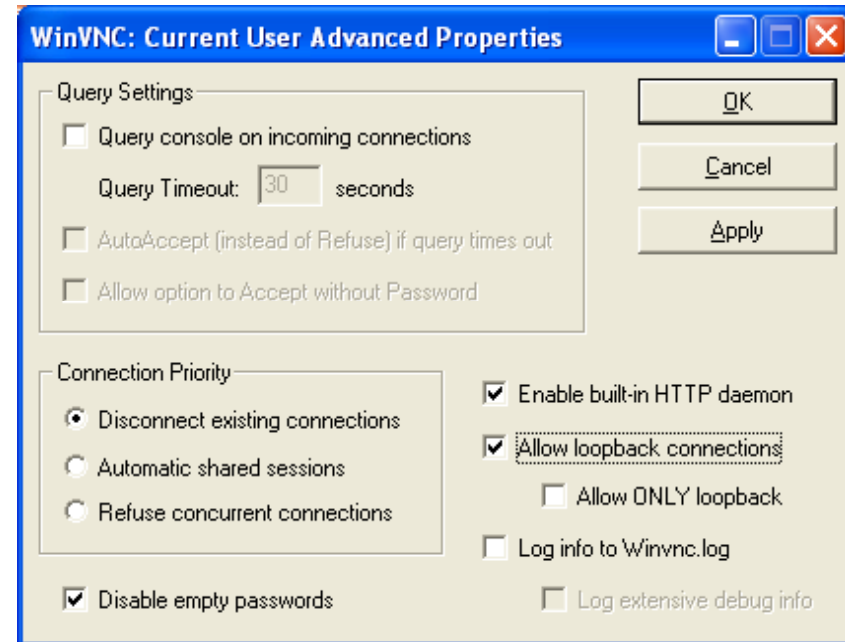 WinVNC: Current User Advanced Properties
Query Settings
Query console on incoming connections
Query Timeout: 30 seconds
AutoAccept (instead of Refuse) if query times out
Allow option to Accept without Password
OK
Cancel
Apply
Connection Priority
Disconnect existing connections
Automatic shared sessions
Refuse concurrent connections
Disable empty passwords
Enable built-in HTTP daemon
Allow loopback connections
Allow ONLY loopback
Log info to Winvnc.log
Log extensive debug info